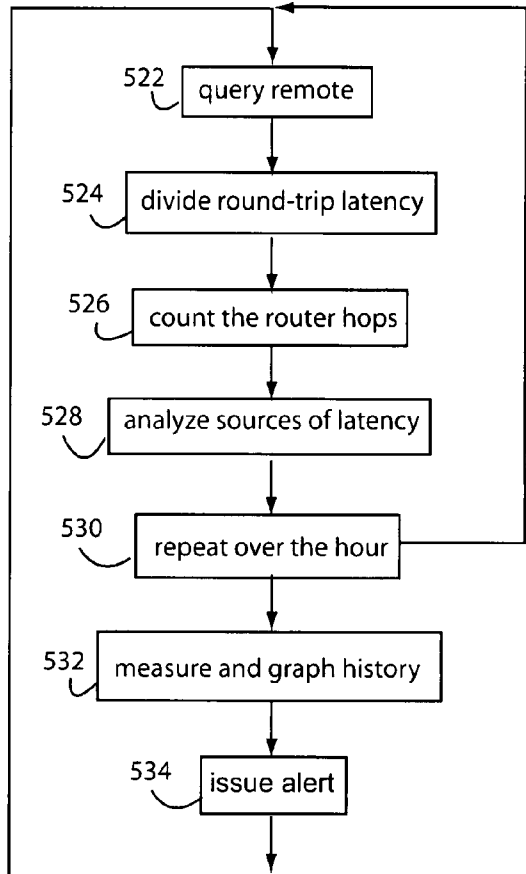 522
query remote
524
divide round-trip latency
526
count the router hops
528
analyze sources of latency
530
repeat over the hour
532
measure and graph history
534
issue alert